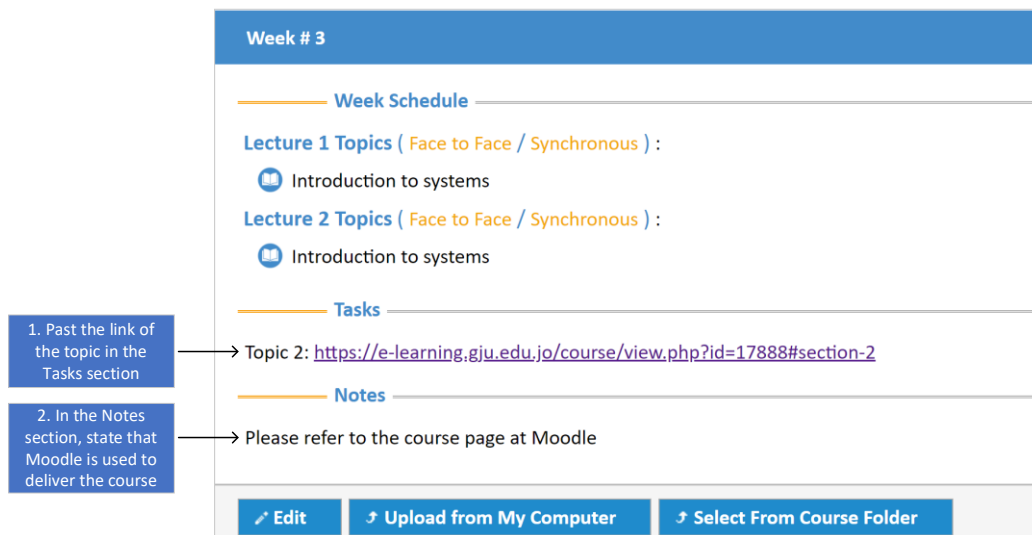 Week # 3
Week Schedule
Lecture 1 Topics ( Face to Face / Synchronous ) :
Introduction to systems
Lecture 2 Topics ( Face to Face / Synchronous ) :
Introduction to systems
Tasks
1. Past the link of
the topic in the
Tasks section
Topic 2: https://e-learning.gju.edu.jo/course/view.php?id=17888#section-2
Notes
2. In the Notes
section, state that
Moodle is used to
deliver the course
Please refer to the course page at Moodle
Edit
Upload from My Computer
Select From Course Folder